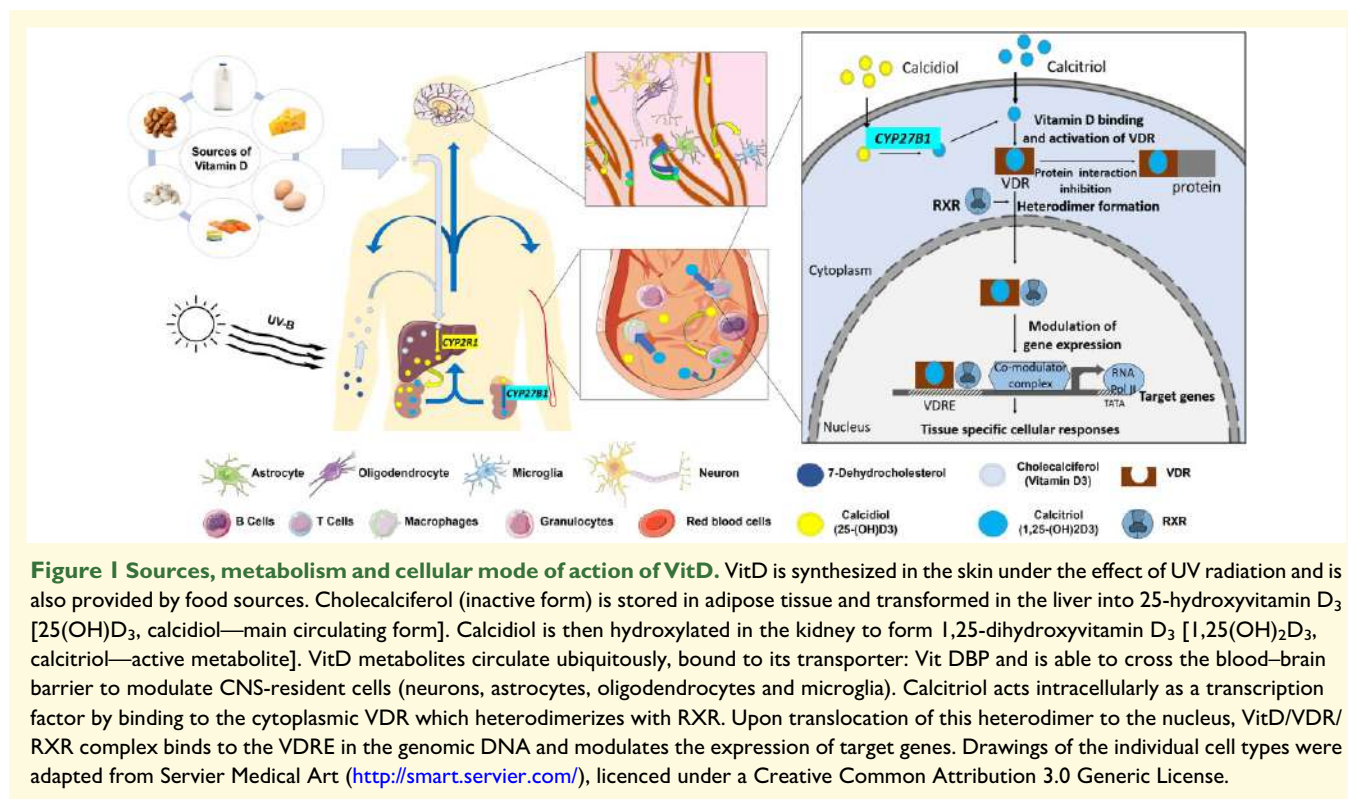 Sources of
Vitamin D
UV-B
CYP2R1
CYP27B1
Calcidiol
Calcitriol
CYP27B1
Vitamin D binding
and activation of VDR
VDR
Protein interaction
inhibition
protein
RXR
Heterodimer formation
Cytoplasm
Modulation of
gene expression
Co-modulator
complex
RNA
Pol II
VDRE
TATA
Target genes
Nucleus
Tissue specific cellular responses
Astrocyte
Oligodendrocyte
Microglia
Neuron
7-Dehydrocholesterol
Cholecalciferol
(Vitamin D3)
VDR
B Cells
T Cells
Macrophages
Granulocytes
Red blood cells
Calcidiol
(25-(OH)D3)
Calcitriol
(1,25-(OH)2D3)
RXR
Figure 1 Sources, metabolism and cellular mode of action of VitD. VitD is synthesized in the skin under the effect of UV radiation and is
also provided by food sources. Cholecalciferol (inactive form) is stored in adipose tissue and transformed in the liver into 25-hydroxyvitamin D₃
[25(OH)D₃, calcidiol—main circulating form]. Calcidiol is then hydroxylated in the kidney to form 1,25-dihydroxyvitamin D₃ [1,25(OH)₂D₃,
calcitriol—active metabolite]. VitD metabolites circulate ubiquitously, bound to its transporter: Vit DBP and is able to cross the blood–brain
barrier to modulate CNS-resident cells (neurons, astrocytes, oligodendrocytes and microglia). Calcitriol acts intracellularly as a transcription
factor by binding to the cytoplasmic VDR which heterodimerizes with RXR. Upon translocation of this heterodimer to the nucleus, VitD/VDR/
RXR complex binds to the VDRE in the genomic DNA and modulates the expression of target genes. Drawings of the individual cell types were
adapted from Servier Medical Art (http://smart.servier.com/), licenced under a Creative Common Attribution 3.0 Generic License.